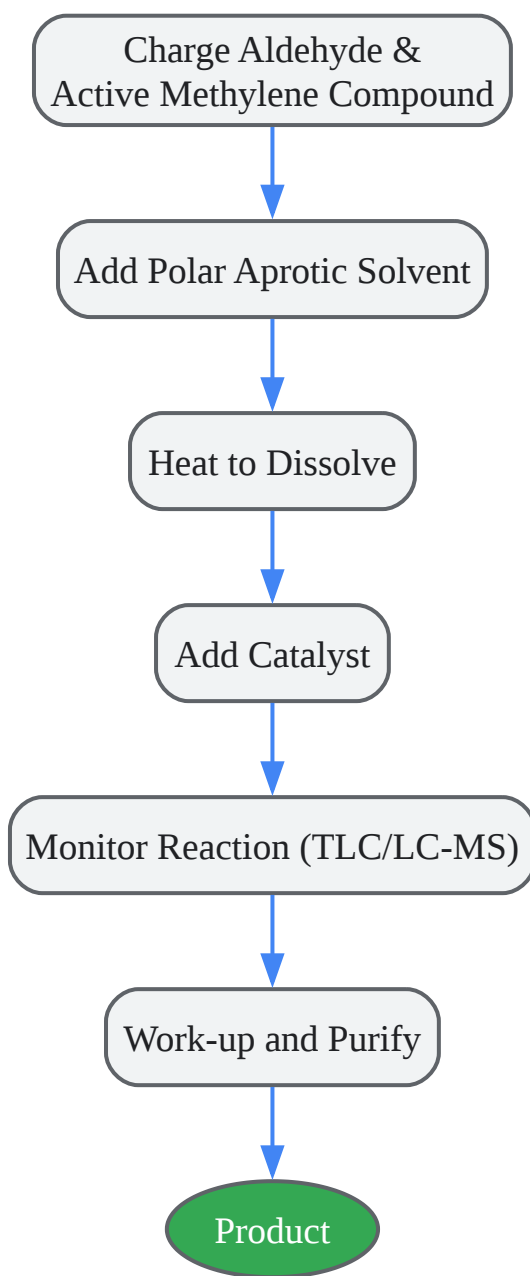 Charge Aldehyde &
Active Methylene Compound
Add Polar Aprotic Solvent
Heat to Dissolve
Add Catalyst
Monitor Reaction (TLC/LC-MS)
Work-up and Purify
Product